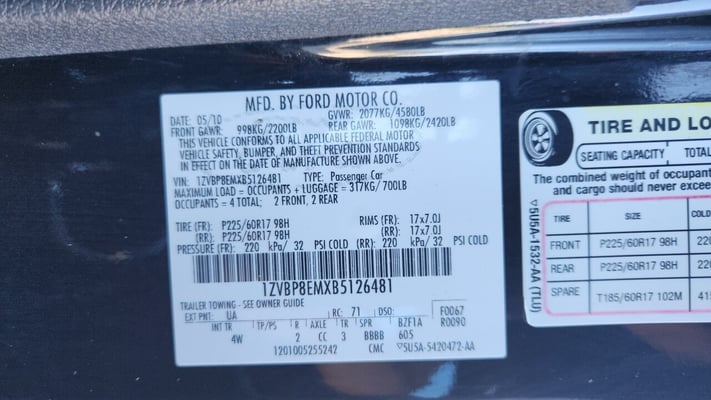 MFD. BY FORD MOTOR CO.
DATE: 05/10 GVWR: 2077KG/4580LB
FRONT GAWR: 998KG/2200LB REAR GAWR: 1098KG/2420LB
THIS VEHICLE CONFORMS TO ALL APPLICABLE FEDERAL MOTOR
VEHICLE SAFETY, BUMPER, AND THEFT PREVENTION STANDARDS
IN EFFECT ON THE DATE OF MANUFACTURE SHOWN ABOVE.
VIN: 1ZVBP8EMXB5126481 TYPE: Passenger Car
MAXIMUM LOAD = OCCUPANTS + LUGGAGE = 317KG/700LB
OCCUPANTS = 4 TOTAL: 2 FRONT, 2 REAR
TIRE (FR): P225/60R17 98H RIMS (FR): 17x7.0J
(RR): P225/60R17 98H (RR): 17x7.0J
PRESSURE (FR): 220 kPa/ 32 PSI COLD (RR): 220 kPa/ 32 PSI COLD
1ZVBP8EMXB5126481
TRAILER TOWING - SEE OWNER GUIDE
EXT PNT: UA RC: 71 DSO: F0067
INT TR TP/PS R AXLE TR BZF1A R0090
4W 2 CC 3 BBBB 605
1201005255242 CMC 5U5A-5420472-AA
TIRE AND LO
SEATING CAPACITY TOTAL
The combined weight of occupant
and cargo should never excee
TIRE SIZE COLD
FRONT P225/60R17 98H 220
REAR P225/60R17 98H 220
SPARE T185/60R17 102M 415
5U5A-1532-AA (TLU)